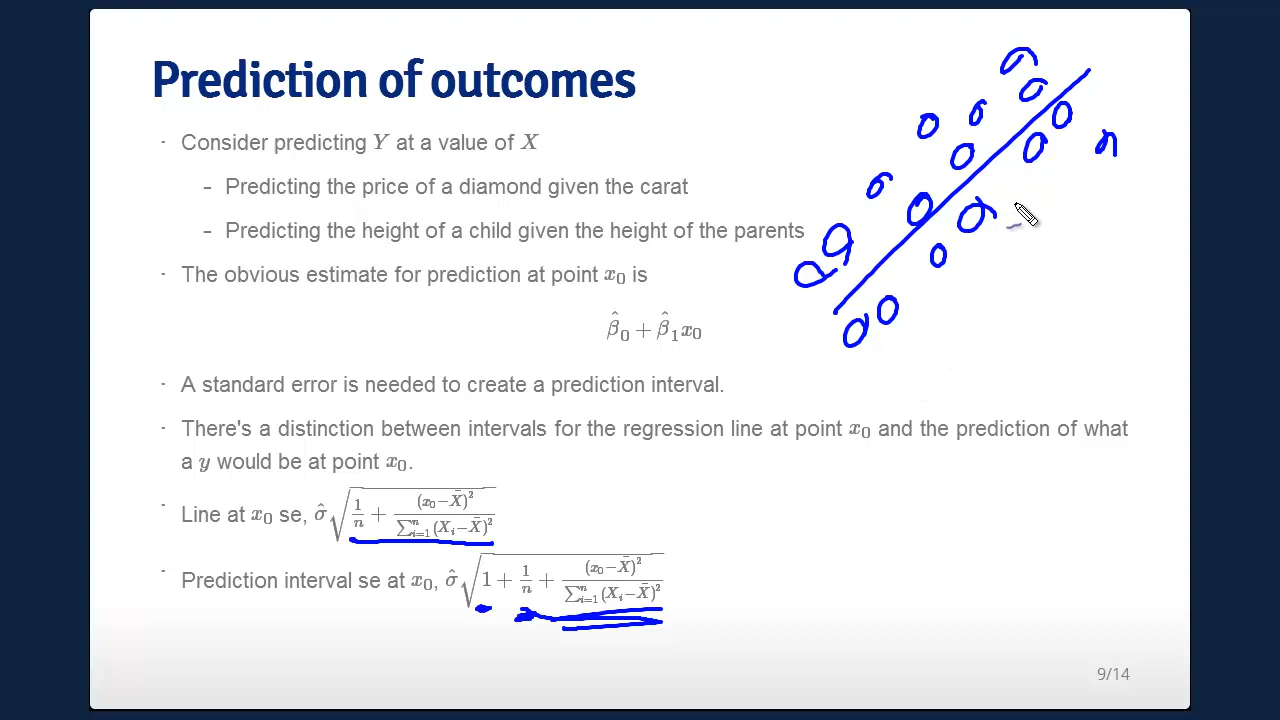 Prediction of outcomes
· Consider predicting Y at a value of X
- Predicting the price of a diamond given the carat
- Predicting the height of a child given the height of the parents
· The obvious estimate for prediction at point x₀ is
β̂₀ + β̂₁x₀
· A standard error is needed to create a prediction interval.
· There's a distinction between intervals for the regression line at point x₀ and the prediction of what
a y would be at point x₀.
· Line at x₀ se, σ̂√(1/n + (x₀−X̄)²/∑ⁿᵢ₌₁(Xᵢ−X̄)²)
· Prediction interval se at x₀, σ̂√(1 + 1/n + (x₀−X̄)²/∑ⁿᵢ₌₁(Xᵢ−X̄)²)
9/14